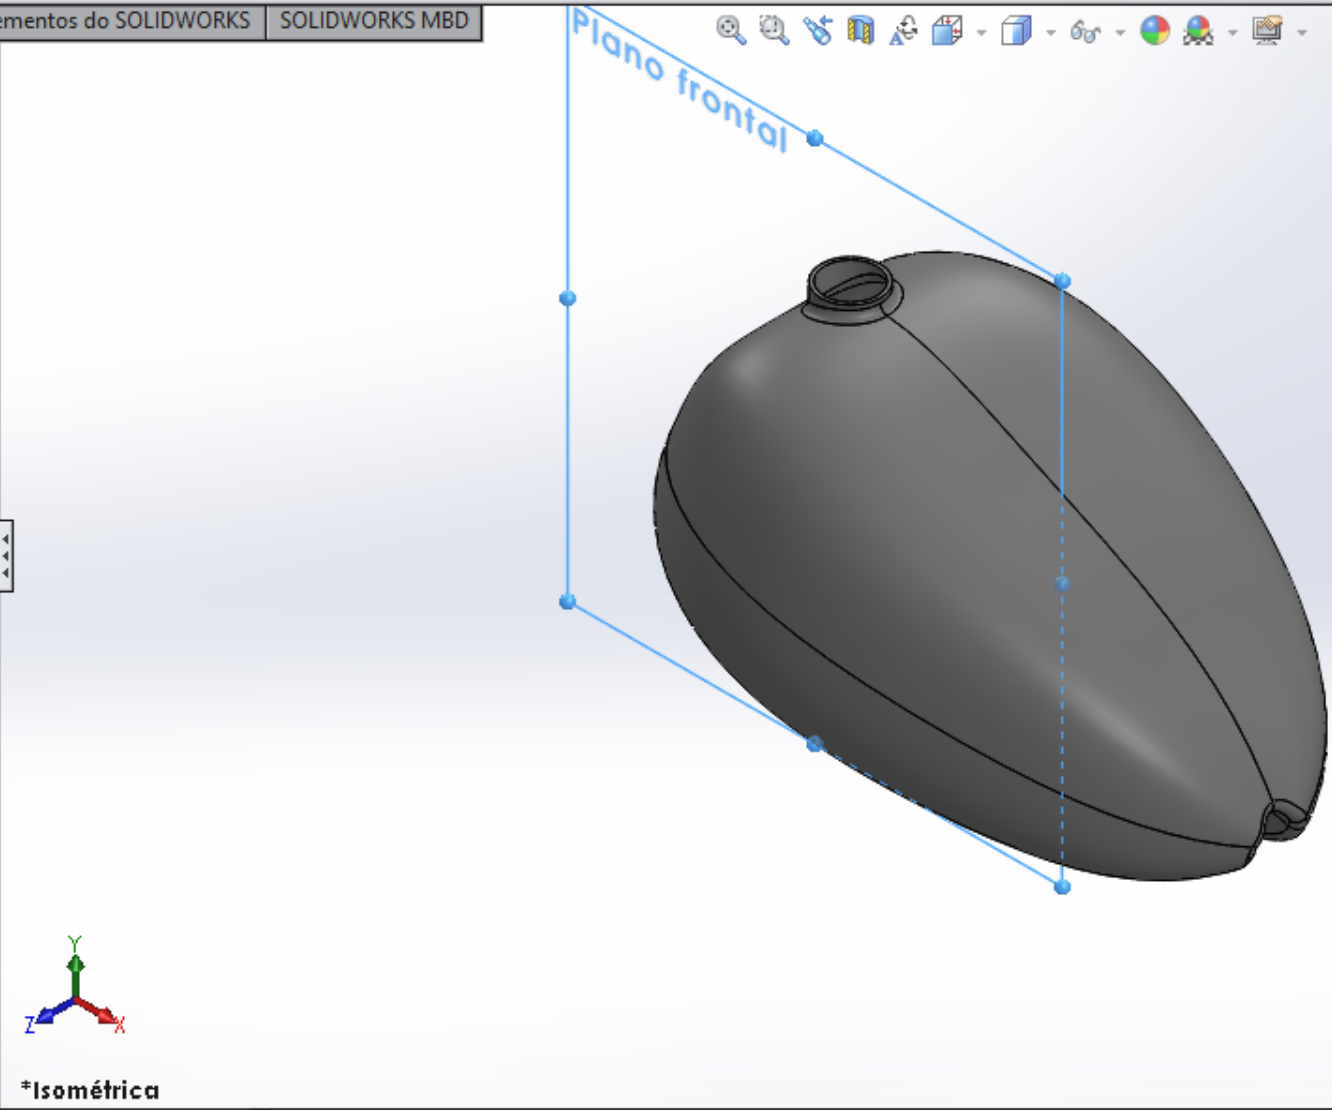 ementos do SOLIDWORKS
SOLIDWORKS MBD
Plano frontal
Y
Z
X
*Isométrica